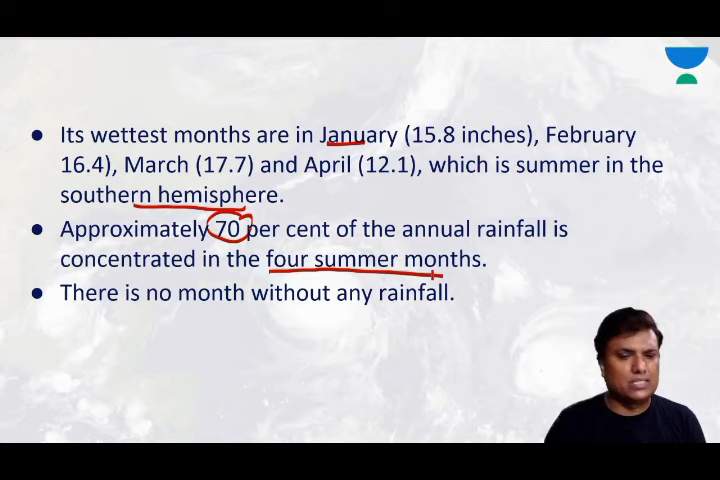 ● Its wettest months are in January (15.8 inches), February
16.4), March (17.7) and April (12.1), which is summer in the
southern hemisphere.
● Approximately 70 per cent of the annual rainfall is
concentrated in the four summer months.
● There is no month without any rainfall.